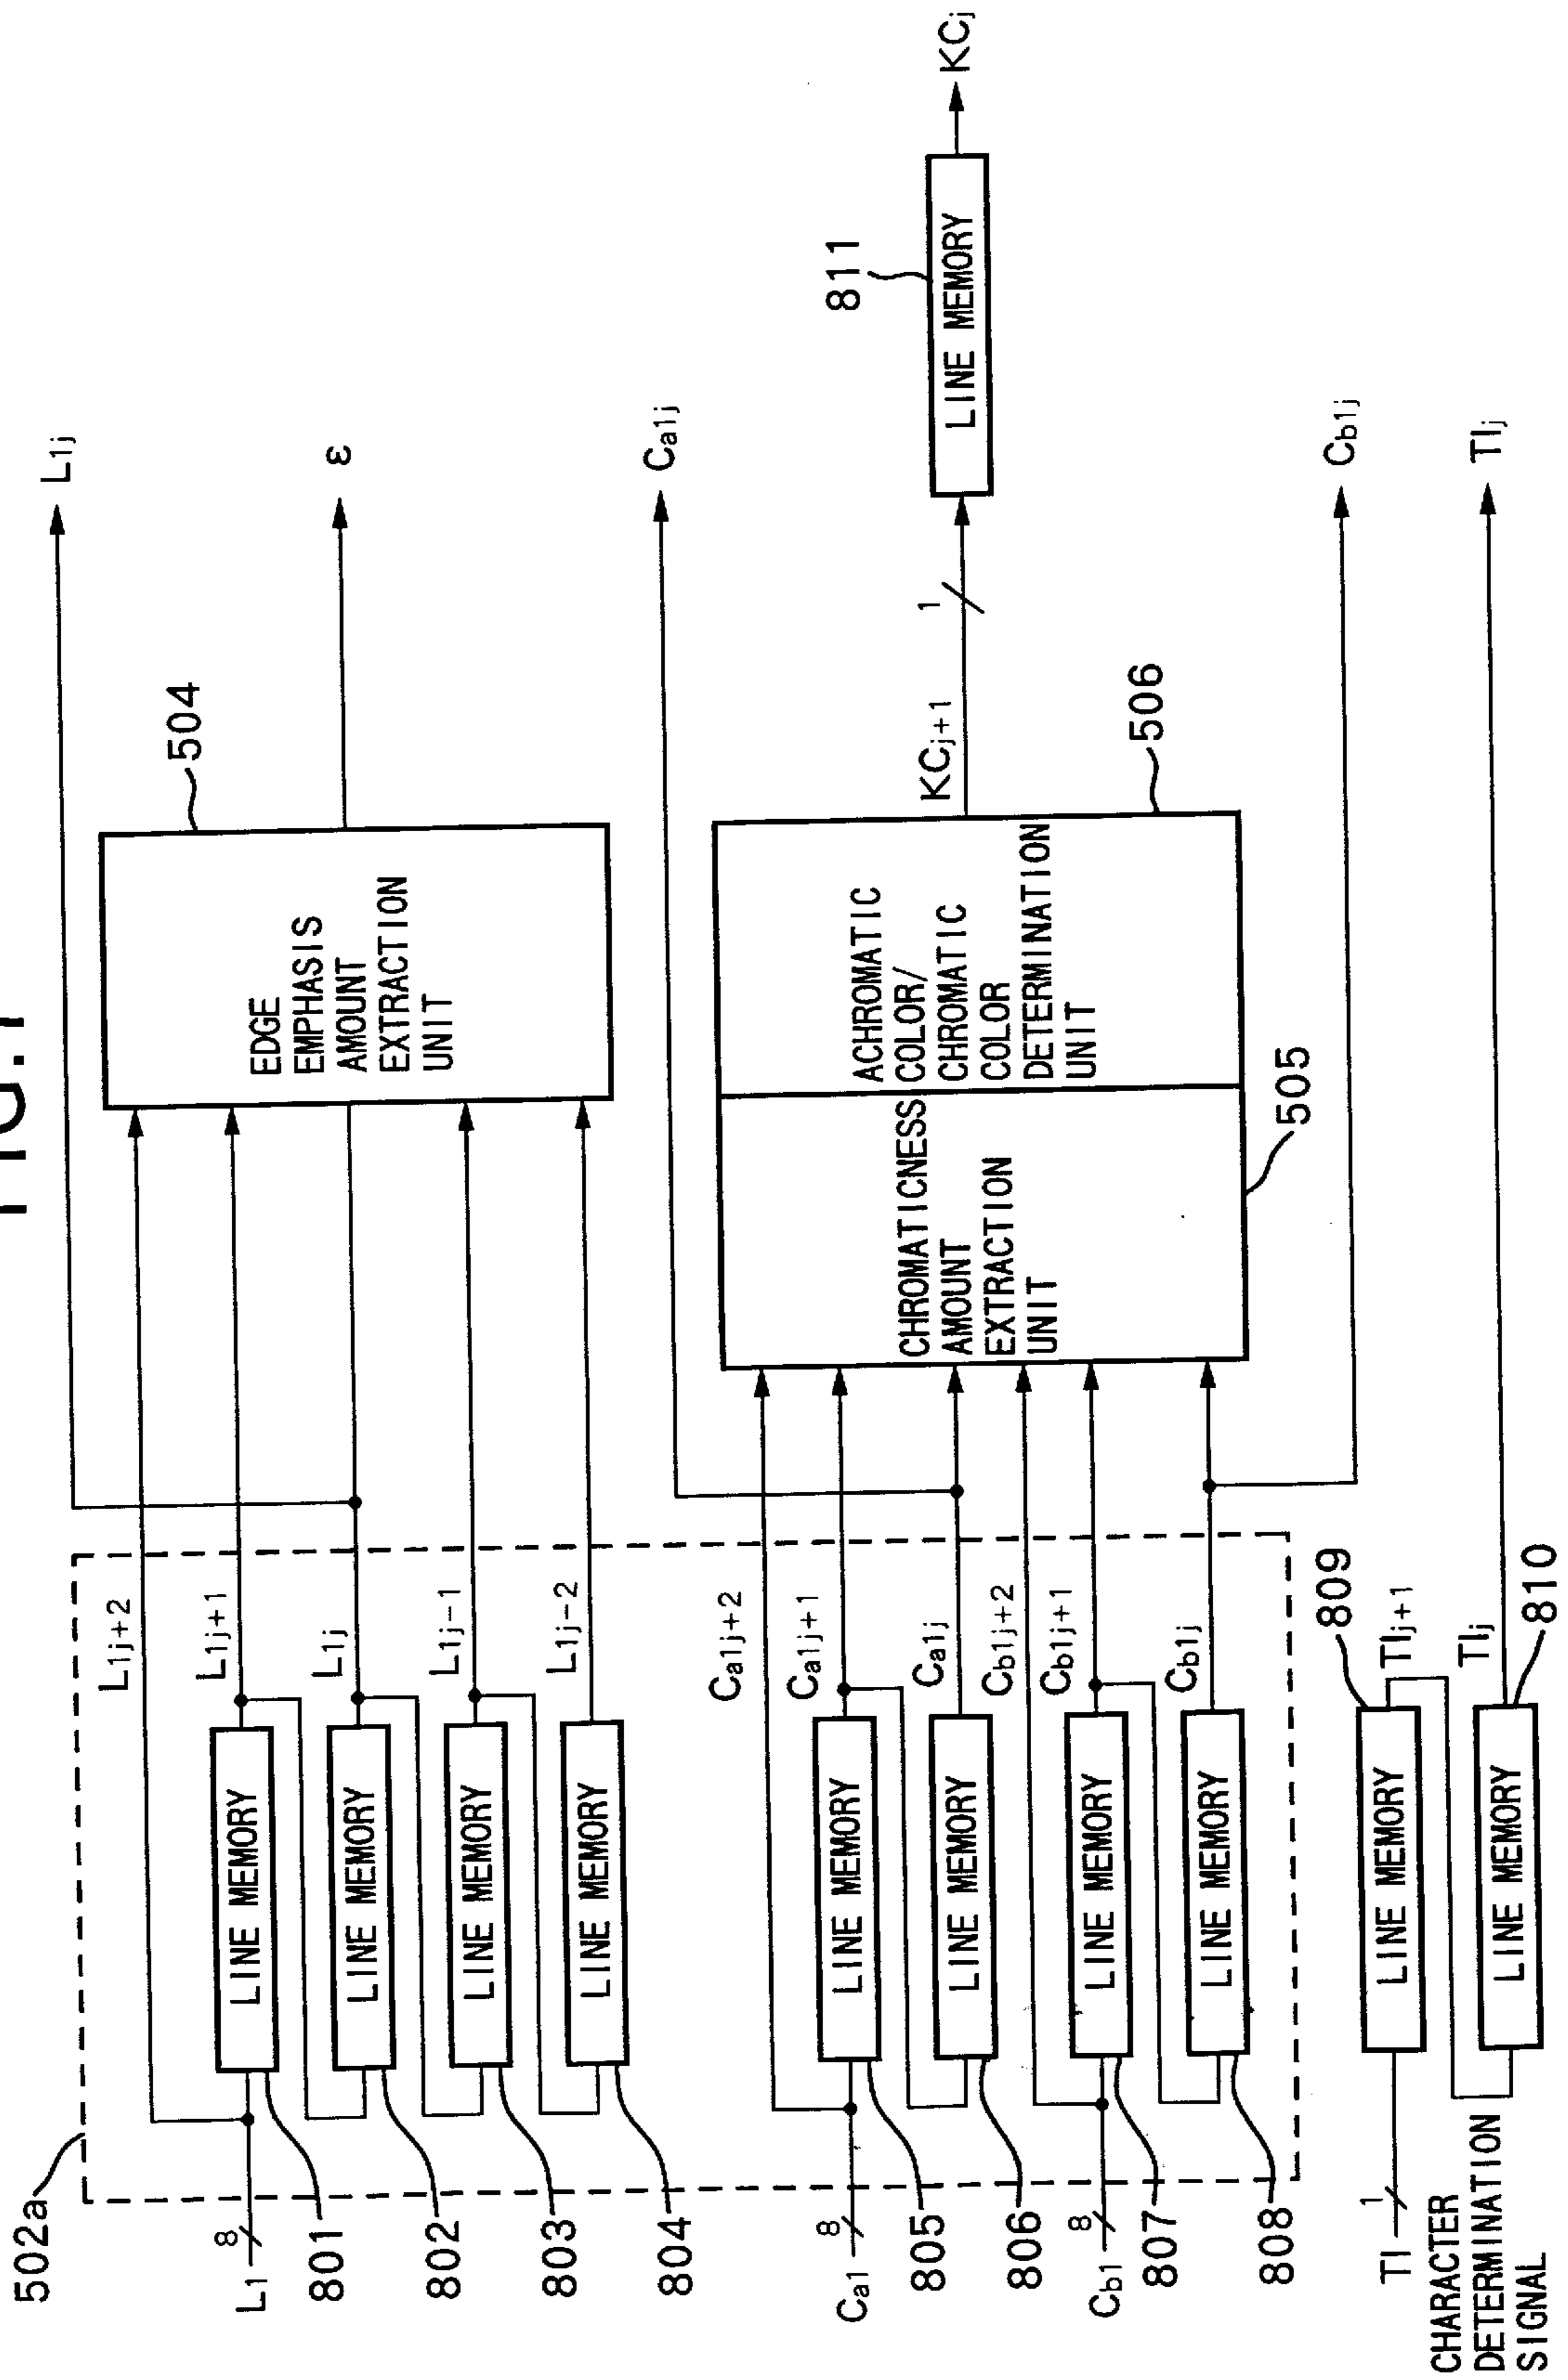 502a
L1
8
801
802
803
804
L1j+2
L1j+1
L1j
L1j-1
L1j-2
LINE MEMORY
LINE MEMORY
LINE MEMORY
LINE MEMORY
EDGE
EMPHASIS
AMOUNT
EXTRACTION
UNIT
504
L1j
ε
Ca1
8
805
806
Cb1
8
807
808
Ca1j+2
Ca1j+1
Ca1j
Cb1j+2
Cb1j+1
Cb1j
LINE MEMORY
LINE MEMORY
LINE MEMORY
LINE MEMORY
CHROMATICNESS
AMOUNT
EXTRACTION
UNIT
505
ACHROMATIC
COLOR/
CHROMATIC
COLOR
DETERMINATION
UNIT
506
Ca1j
KCj+1
1
811
LINE MEMORY
KCj
Cb1j
TI
1
CHARACTER
DETERMINATION
SIGNAL
LINE MEMORY
809
TIj+1
LINE MEMORY
810
TIj
TIj